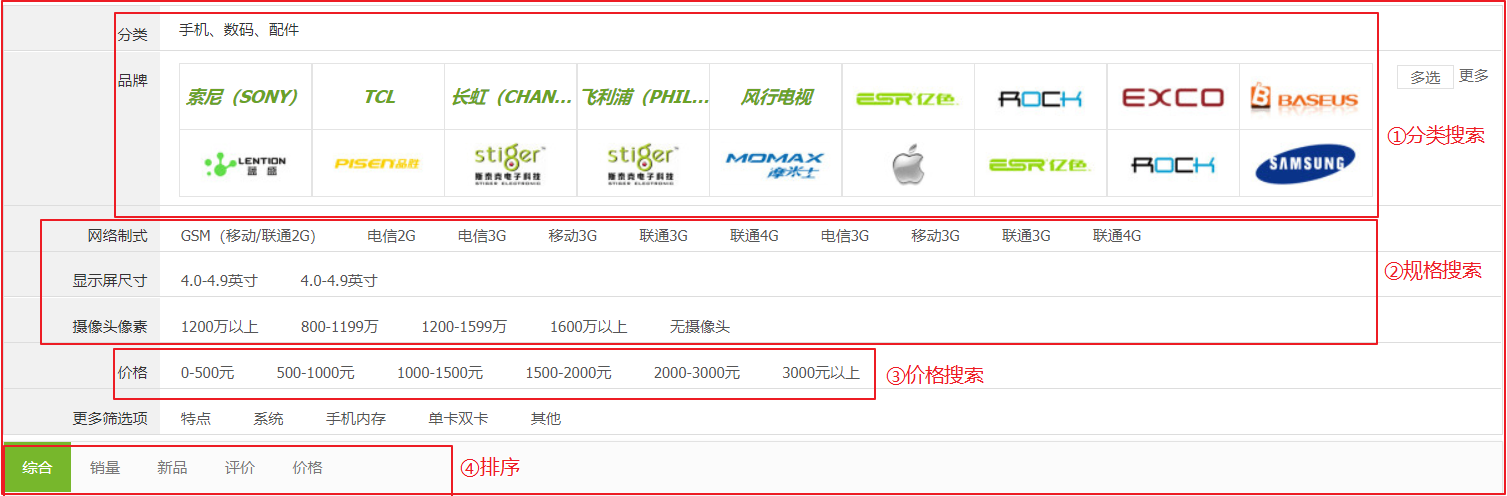 分类 手机、数码、配件
品牌 多选 更多
索尼（SONY） TCL 长虹（CHAN... 飞利浦（PHIL... 风行电视 ESR亿色 ROCK EXCO BASEUS
①分类搜索
LENTION 蓝盛 PISEN品胜 stiger 斯泰克电子科技 STIGER ELECTRONIC stiger 斯泰克电子科技 STIGER ELECTRONIC MOMAX 摩米士 ESR亿色 ROCK SAMSUNG
网络制式 GSM（移动/联通2G） 电信2G 电信3G 移动3G 联通3G 联通4G 电信3G 移动3G 联通3G 联通4G
②规格搜索
显示屏尺寸 4.0-4.9英寸 4.0-4.9英寸
摄像头像素 1200万以上 800-1199万 1200-1599万 1600万以上 无摄像头
价格 0-500元 500-1000元 1000-1500元 1500-2000元 2000-3000元 3000元以上 ③价格搜索
更多筛选项 特点 系统 手机内存 单卡双卡 其他
综合 销量 新品 评价 价格 ④排序